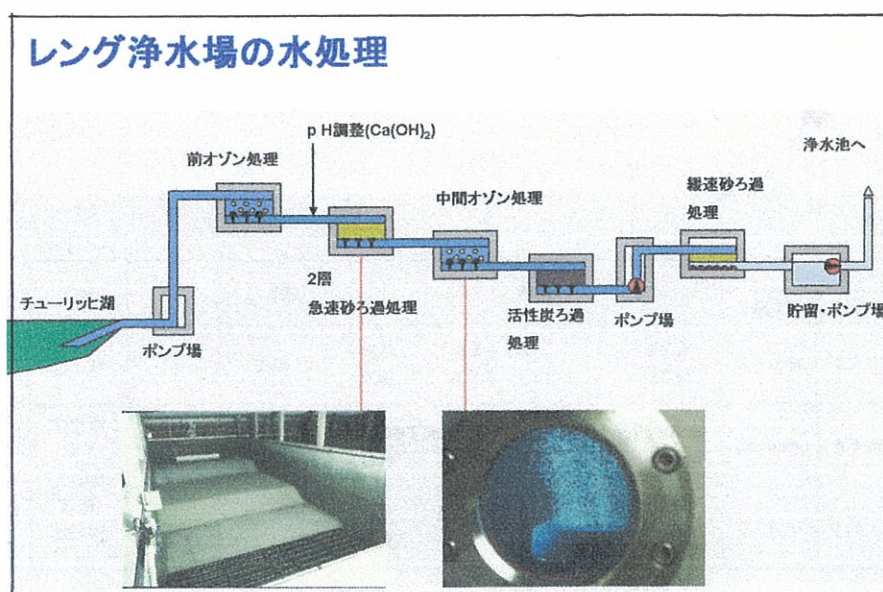 レング浄水場の水処理
p H調整(Ca(OH)₂)
浄水池へ
前オゾン処理
中間オゾン処理
緩速砂ろ過
処理
チューリッヒ湖
2層
急速砂ろ過処理
ポンプ場
活性炭ろ過
処理
ポンプ場
貯留・ポンプ場